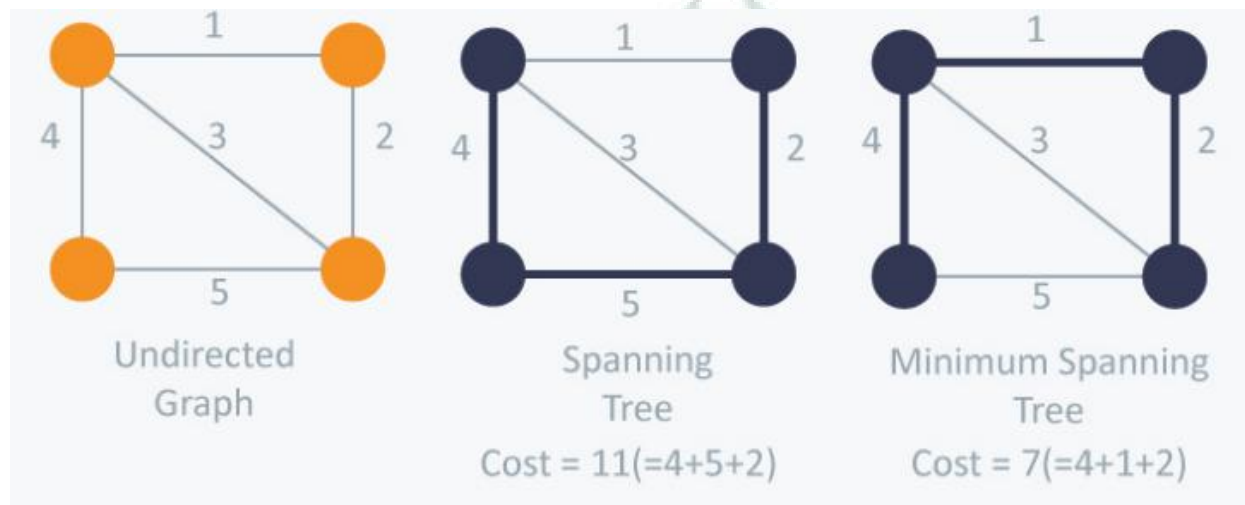 1
4
3
2
5
Undirected
Graph
1
4
3
2
5
Spanning
Tree
Cost = 11(=4+5+2)
1
4
3
2
5
Minimum Spanning
Tree
Cost = 7(=4+1+2)